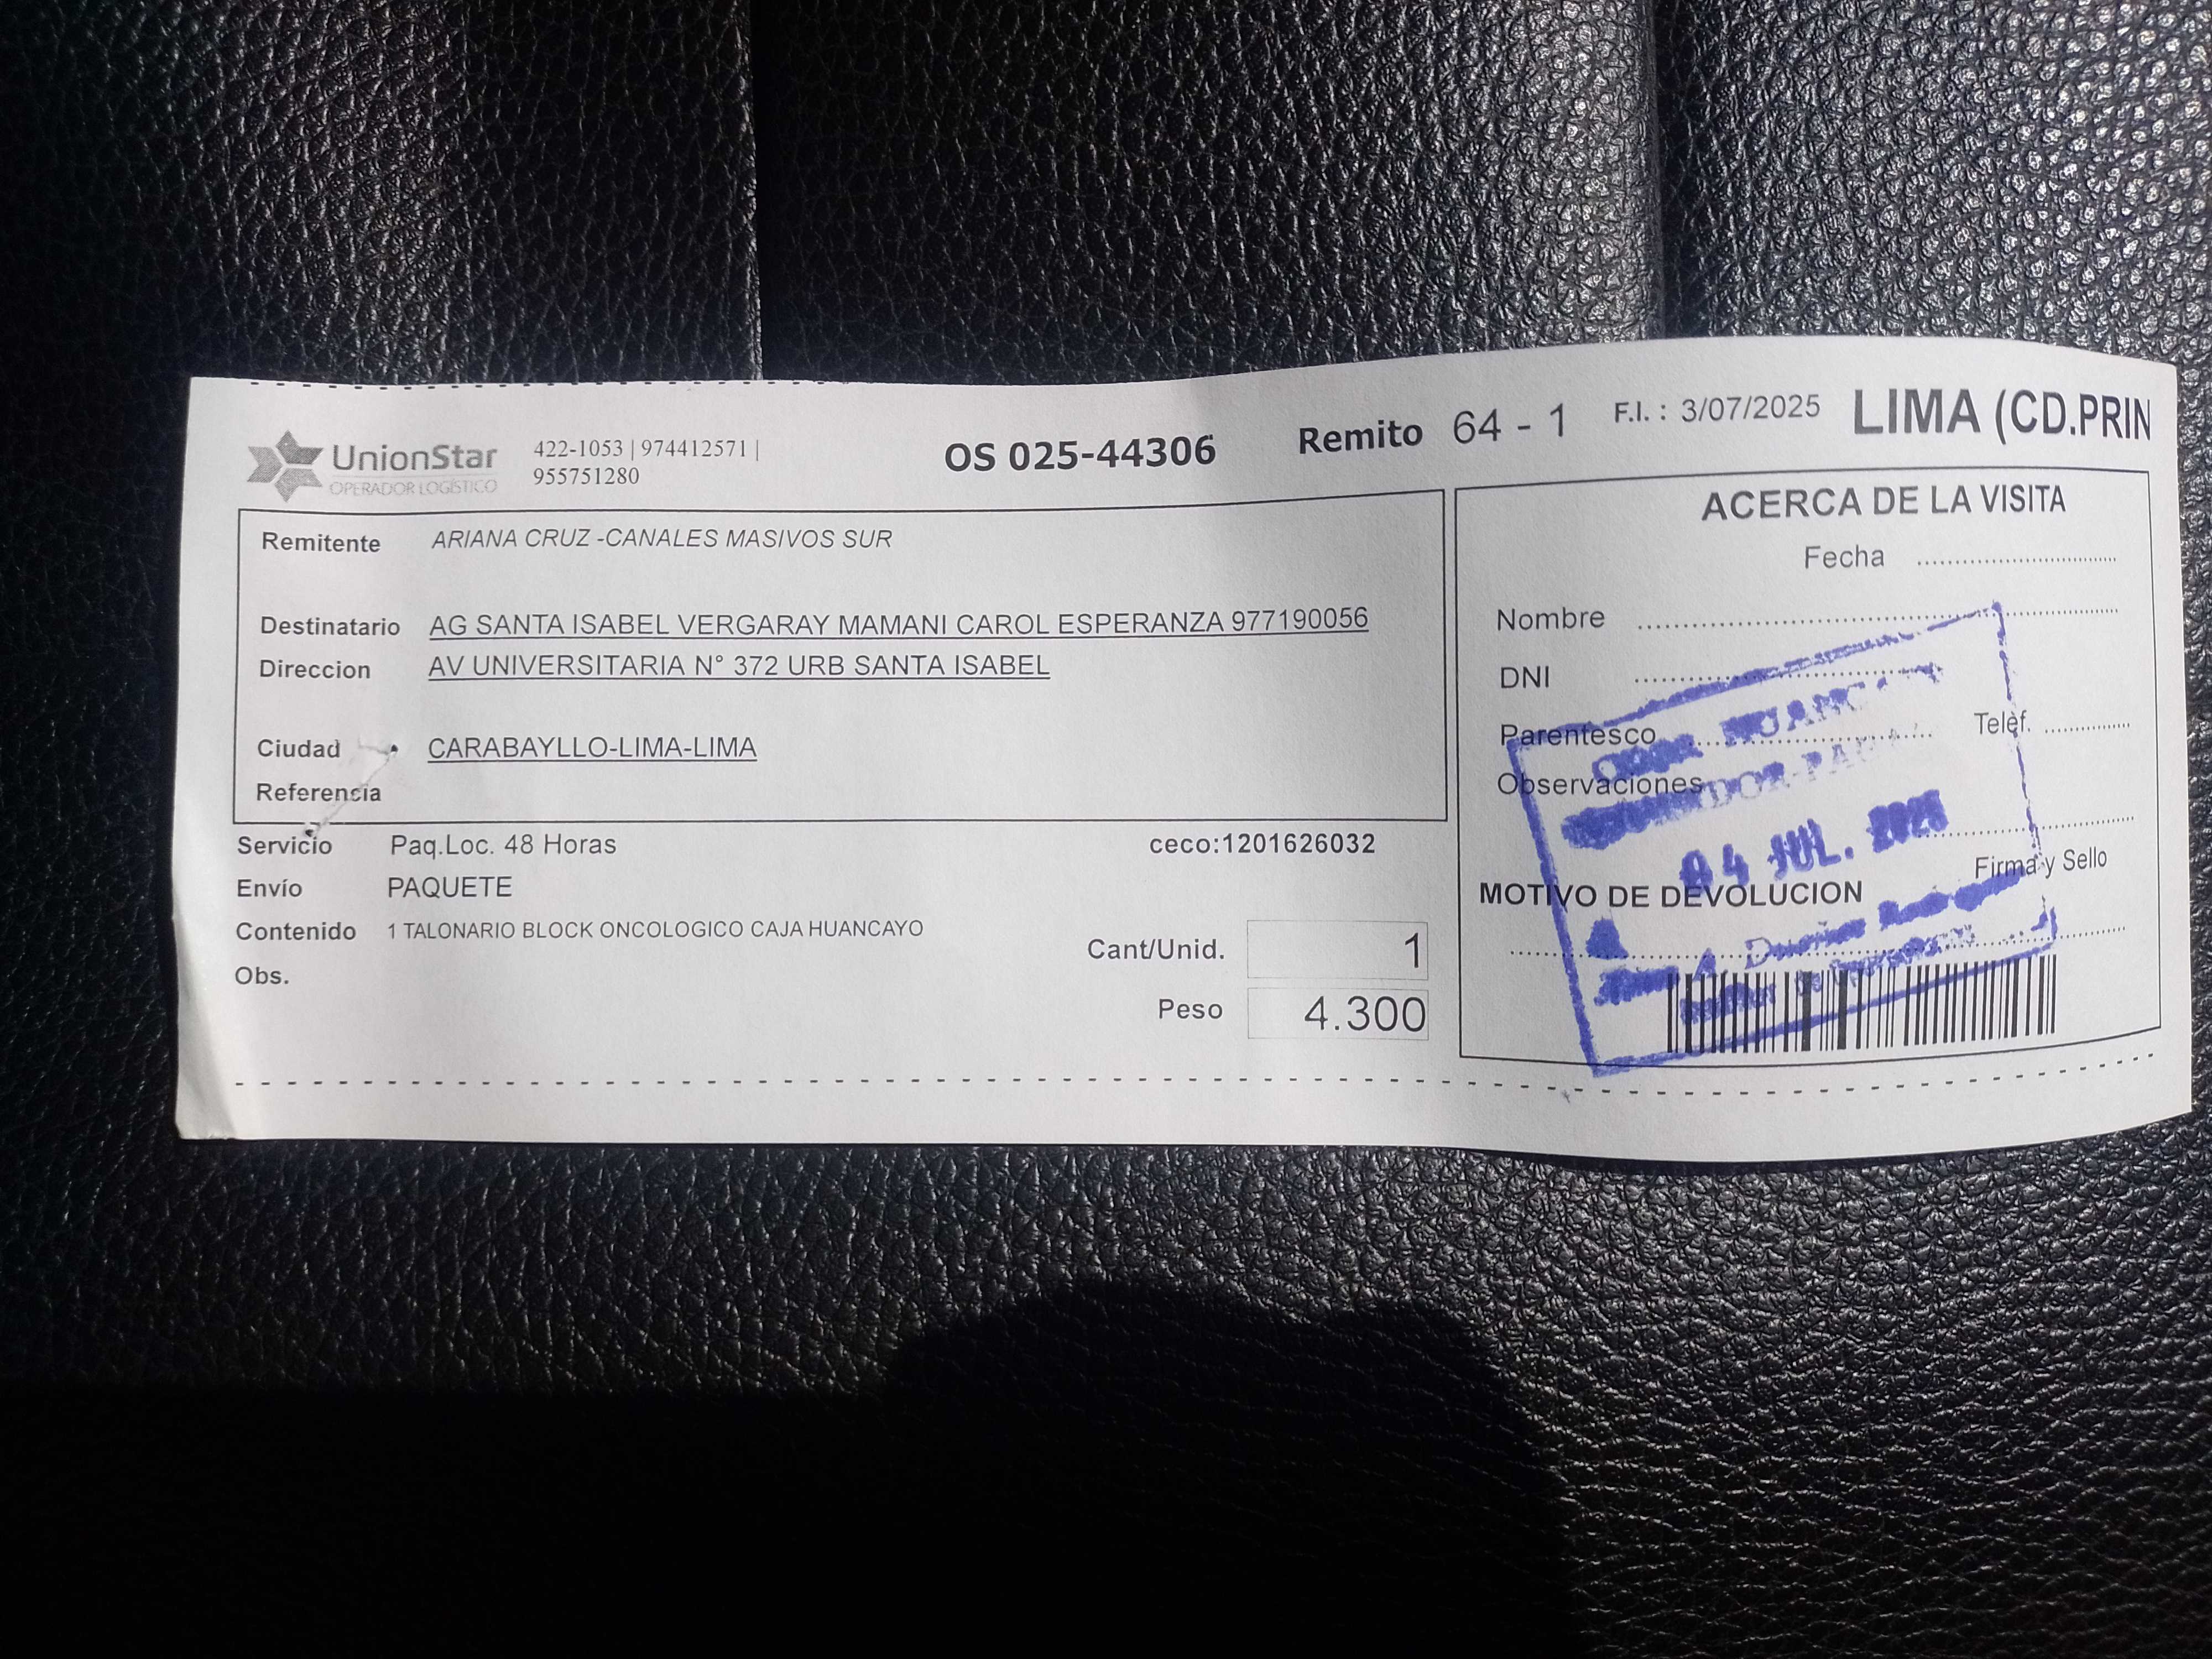 UnionStar
OPERADOR LOGÍSTICO
422-1053 | 974412571 |
955751280
OS 025-44306
Remito 64 - 1
F.I. : 3/07/2025
LIMA (CD.PRIN
Remitente ARIANA CRUZ -CANALES MASIVOS SUR
Destinatario AG SANTA ISABEL VERGARAY MAMANI CAROL ESPERANZA 977190056
Direccion AV UNIVERSITARIA N° 372 URB SANTA ISABEL
Ciudad CARABAYLLO-LIMA-LIMA
Referencia
Servicio Paq.Loc. 48 Horas
ceco:1201626032
Envío PAQUETE
Contenido 1 TALONARIO BLOCK ONCOLOGICO CAJA HUANCAYO
Obs.
Cant/Unid. 1
Peso 4.300
ACERCA DE LA VISITA
Fecha
Nombre
DNI
Parentesco
Telèf.
Observaciones
04 JUL. 2025
Firma y Sello
MOTIVO DE DEVOLUCION